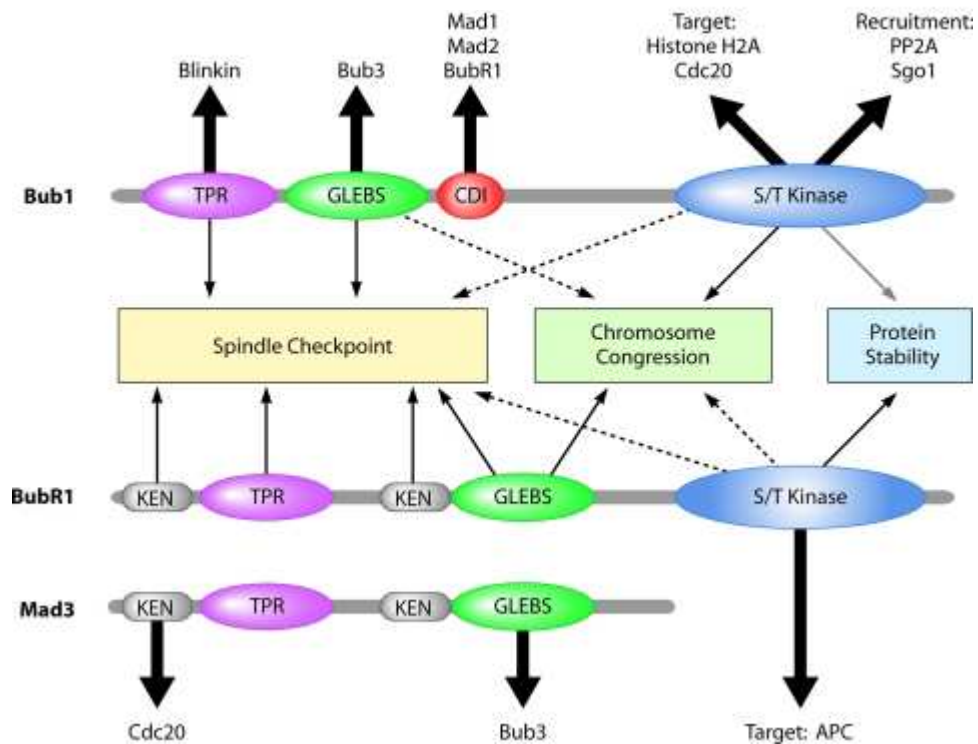 Mad1
Mad2
BubR1
Target:
Histone H2A
Cdc20
Recruitment:
PP2A
Sgo1
Blinkin
Bub3
Bub1
TPR
GLEBS
CDI
S/T Kinase
Spindle Checkpoint
Chromosome
Congression
Protein
Stability
BubR1
KEN
TPR
KEN
GLEBS
S/T Kinase
Mad3
KEN
TPR
KEN
GLEBS
Cdc20
Bub3
Target: APC